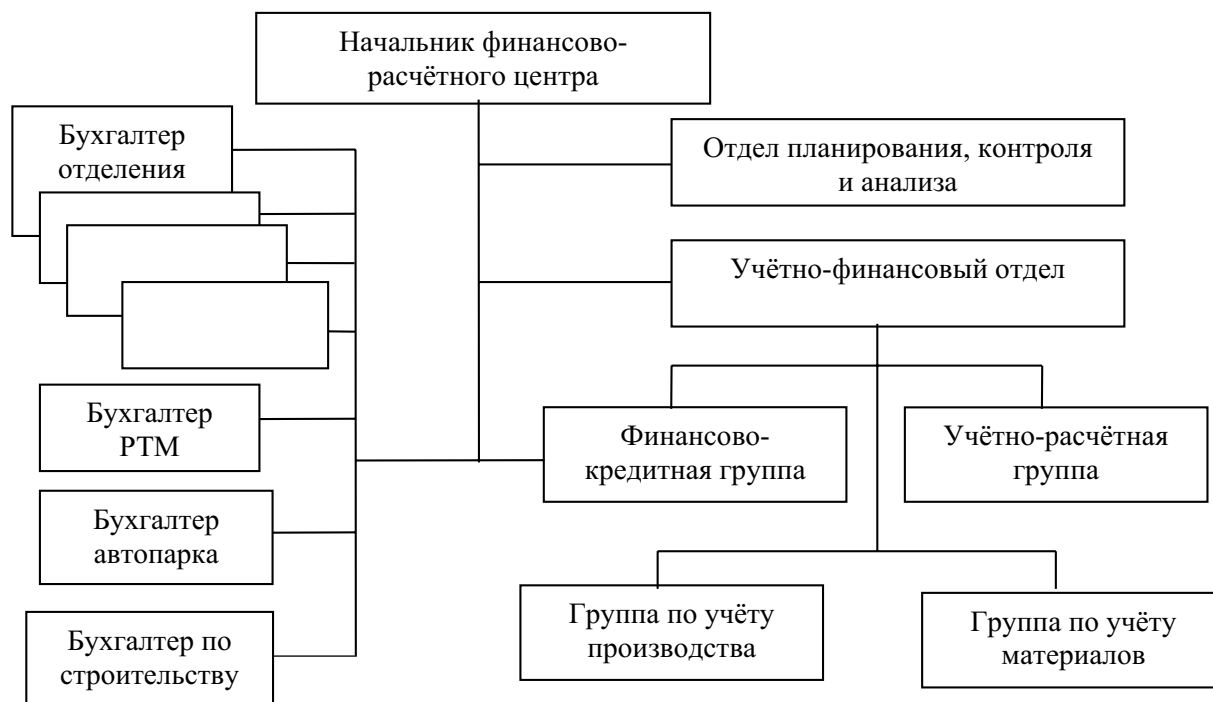 Начальник финансово-
расчётного центра
Бухгалтер
отделения
Отдел планирования, контроля
и анализа
Учётно-финансовый отдел
Бухгалтер
РТМ
Финансово-
кредитная группа
Учётно-расчётная
группа
Бухгалтер
автопарка
Группа по учёту
производства
Группа по учёту
материалов
Бухгалтер по
строительству